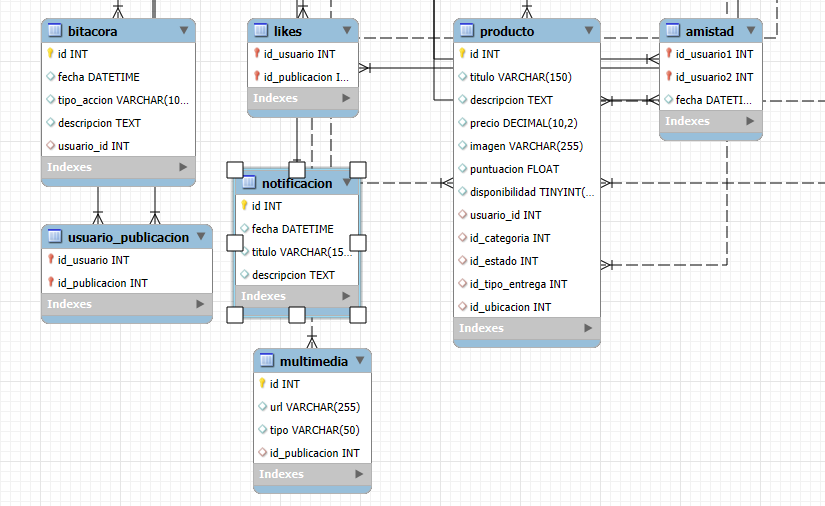 bitacora
id INT
fecha DATETIME
tipo_accion VARCHAR(10...
descripcion TEXT
usuario_id INT
Indexes
likes
id_usuario INT
id_publicacion I...
Indexes
producto
id INT
titulo VARCHAR(150)
descripcion TEXT
precio DECIMAL(10,2)
imagen VARCHAR(255)
puntuacion FLOAT
disponibilidad TINYINT(...
usuario_id INT
id_categoria INT
id_estado INT
id_tipo_entrega INT
id_ubicacion INT
Indexes
amistad
id_usuario1 INT
id_usuario2 INT
fecha DATETI...
Indexes
usuario_publicacion
id_usuario INT
id_publicacion INT
Indexes
notificacion
id INT
fecha DATETIME
titulo VARCHAR(15...
descripcion TEXT
Indexes
multimedia
id INT
url VARCHAR(255)
tipo VARCHAR(50)
id_publicacion INT
Indexes